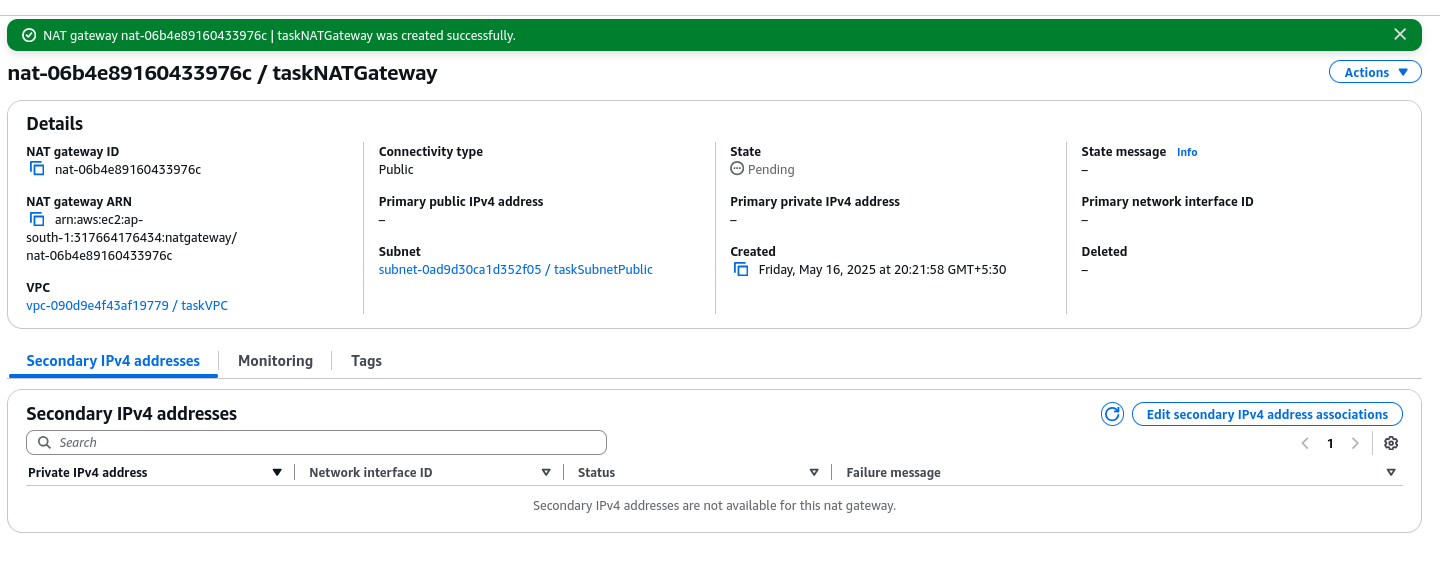 NAT gateway nat-06b4e89160433976c | taskNATGateway was created successfully.
nat-06b4e89160433976c / taskNATGateway
Actions
Details
NAT gateway ID
nat-06b4e89160433976c
NAT gateway ARN
arn:aws:ec2:ap-
south-1:317664176434:natgateway/
nat-06b4e89160433976c
VPC
vpc-090d9e4f43af19779 / taskVPC
Connectivity type
Public
Primary public IPv4 address
–
Subnet
subnet-0ad9d30ca1d352f05 / taskSubnetPublic
State
Pending
Primary private IPv4 address
–
Created
Friday, May 16, 2025 at 20:21:58 GMT+5:30
State message Info
–
Primary network interface ID
–
Deleted
–
Secondary IPv4 addresses
Monitoring
Tags
Secondary IPv4 addresses
Edit secondary IPv4 address associations
Search
1
Private IPv4 address
Network interface ID
Status
Failure message
Secondary IPv4 addresses are not available for this nat gateway.